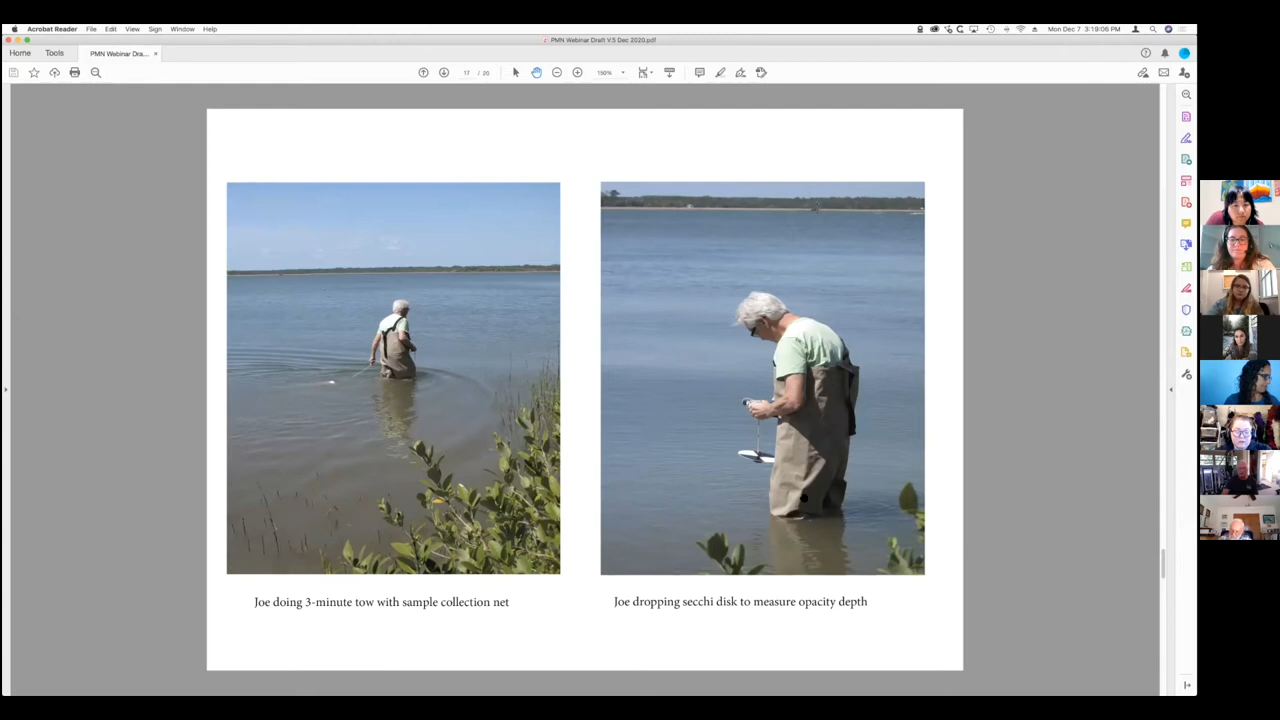 Acrobat Reader File Edit View Sign Window Help
Mon Dec 7 3:19:06 PM
PMN Webinar Draft V.5 Dec 2020.pdf
Home Tools PMN Webinar Dra... ×
17 / 20
150%
Joe doing 3-minute tow with sample collection net
Joe dropping secchi disk to measure opacity depth